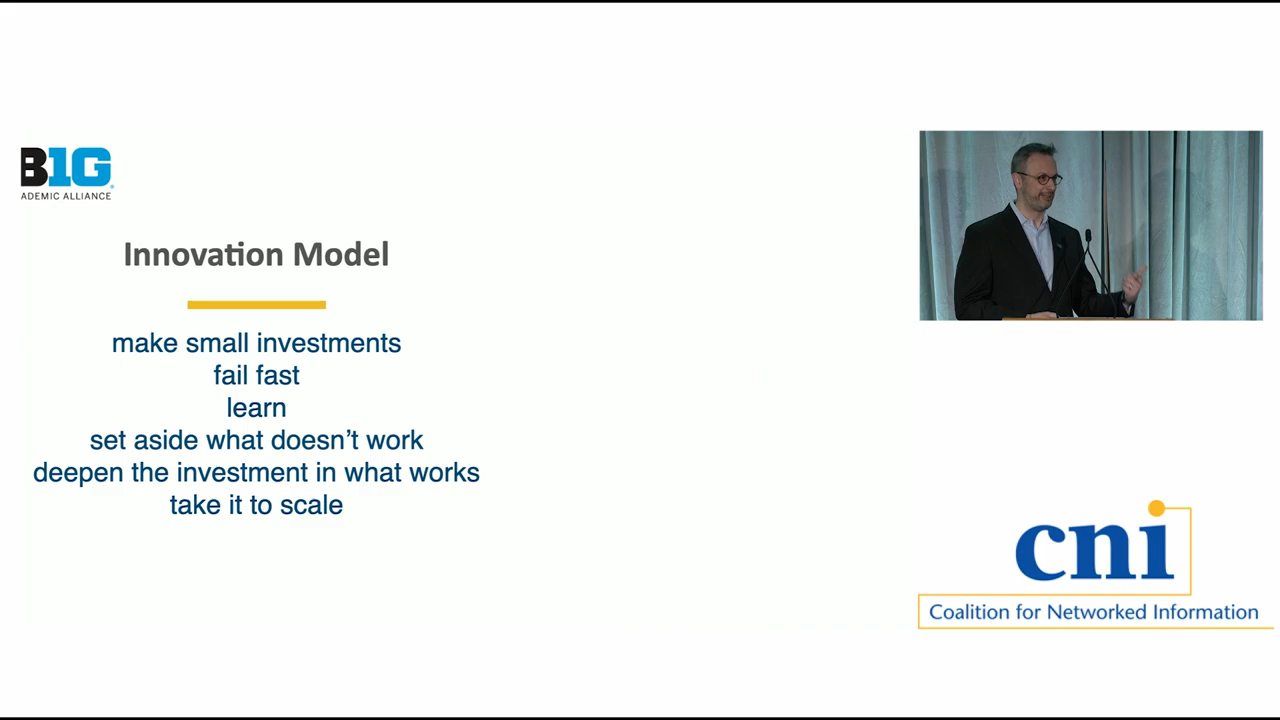 B1G
ADEMIC ALLIANCE
Innovation Model
make small investments
fail fast
learn
set aside what doesn’t work
deepen the investment in what works
take it to scale
cni
Coalition for Networked Information